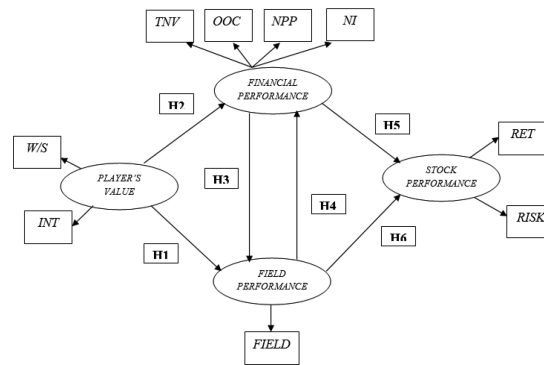 TNV
OOC
NPP
NI
FINANCIAL
PERFORMANCE
H2
H5
W/S
RET
PLAYER'S
VALUE
H3
STOCK
PERFORMANCE
INT
H4
RISK
H1
H6
FIELD
PERFORMANCE
FIELD